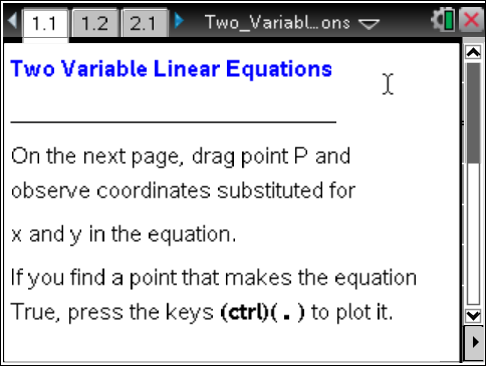 1.1 1.2 2.1 Two_Variabl...ons
Two Variable Linear Equations
On the next page, drag point P and
observe coordinates substituted for
x and y in the equation.
If you find a point that makes the equation
True, press the keys (ctrl)( . ) to plot it.